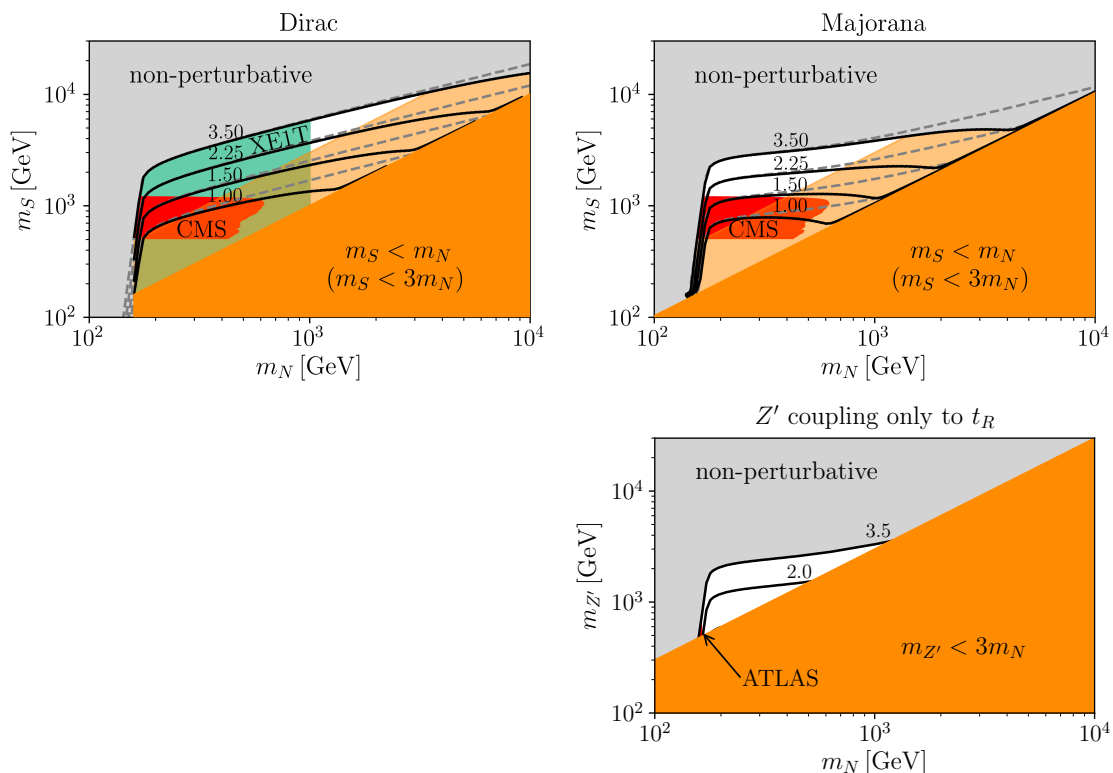 Dirac
non-perturbative
3.50
XE1T
2.25
1.50
1.00
CMS
m_S < m_N
(m_S < 3m_N)
10^4
10^3
10^2
m_S [GeV]
10^2 10^3 10^4
m_N [GeV]
Majorana
non-perturbative
3.50
2.25
1.50
1.00
CMS
m_S < m_N
(m_S < 3m_N)
10^4
10^3
10^2
m_S [GeV]
10^2 10^3 10^4
m_N [GeV]
Z′ coupling only to t_R
non-perturbative
3.5
2.0
m_{Z′} < 3m_N
ATLAS
10^4
10^3
10^2
m_{Z′} [GeV]
10^2 10^3 10^4
m_N [GeV]